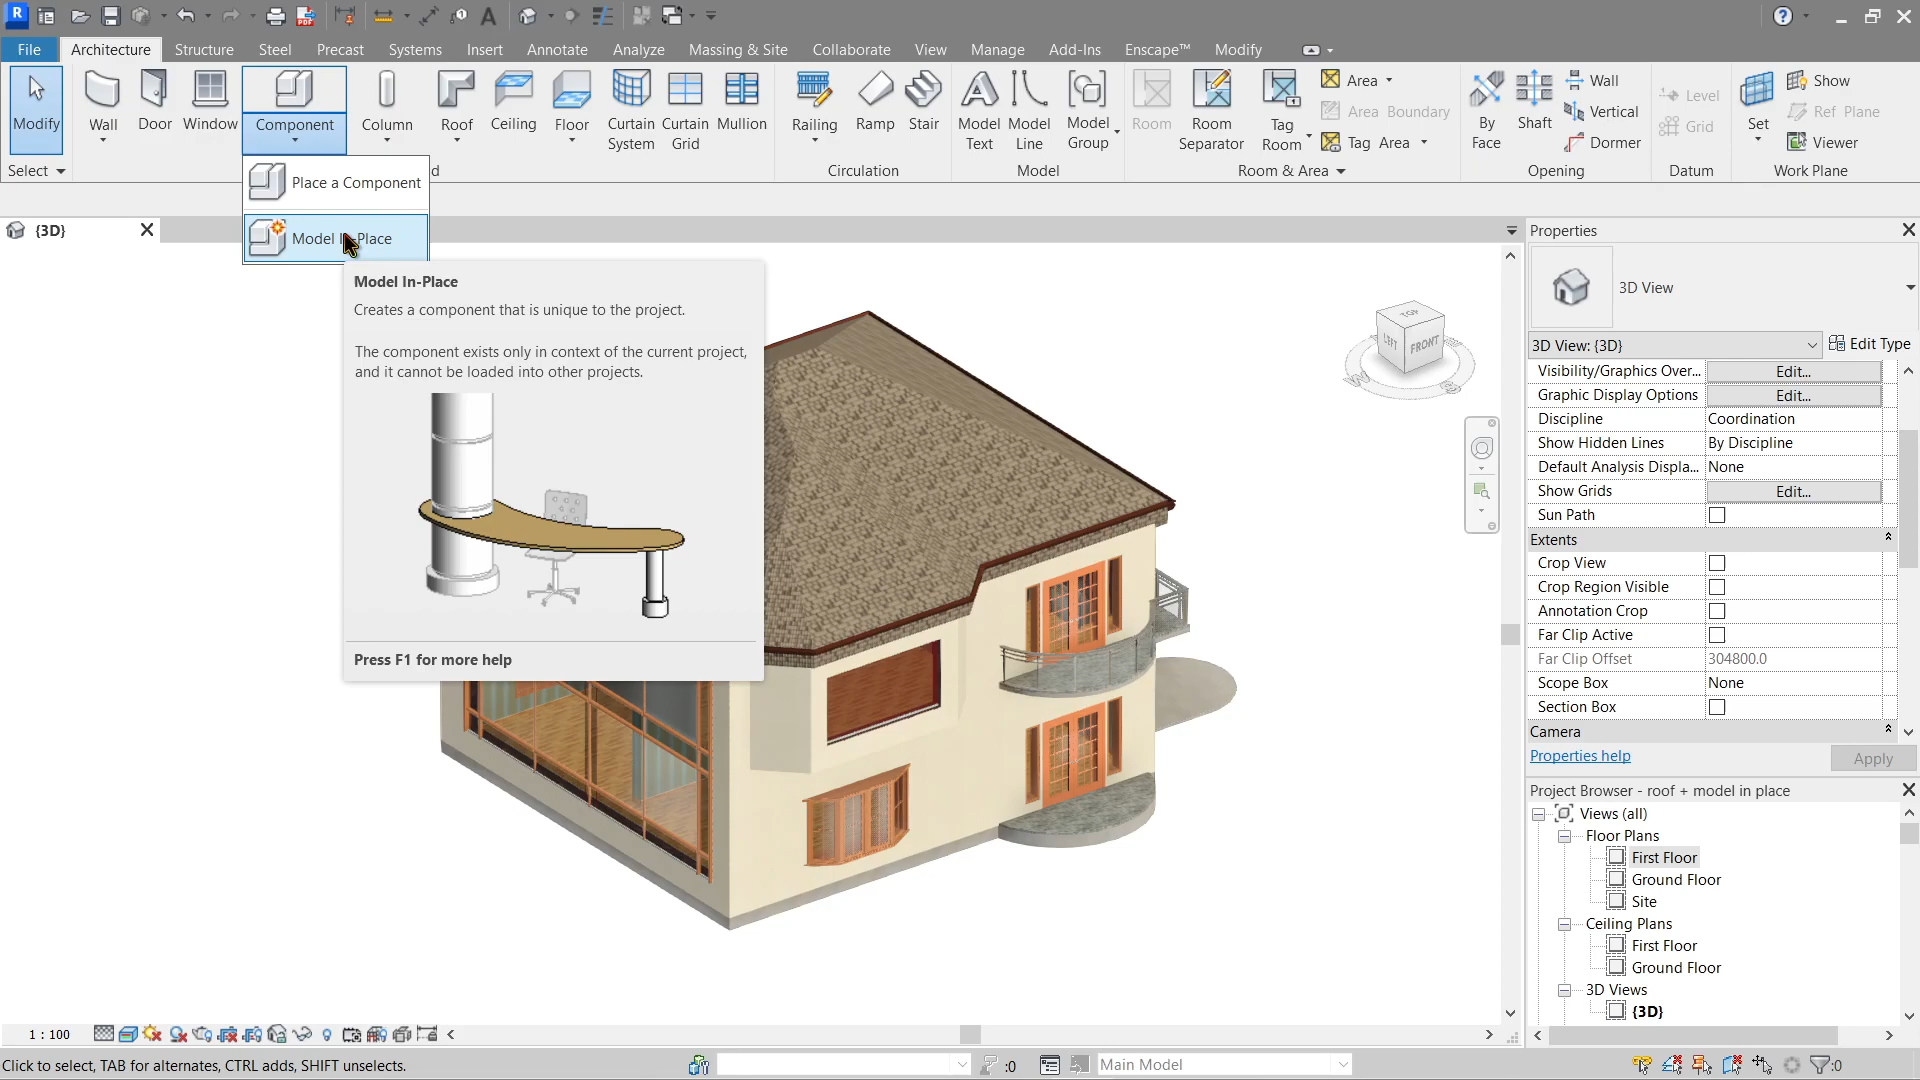 File
Architecture
Structure
Steel
Precast
Systems
Insert
Annotate
Analyze
Massing & Site
Collaborate
View
Manage
Add-Ins
Enscape™
Modify
Modify
Wall
Door
Window
Component
Column
Roof
Ceiling
Floor
Curtain
System
Curtain
Grid
Mullion
Railing
Ramp
Stair
Model
Text
Model
Line
Model
Group
Room
Room
Separator
Tag
Room
Area
Area Boundary
Tag Area
By
Face
Shaft
Wall
Vertical
Dormer
Level
Grid
Set
Show
Ref Plane
Viewer
Select
d
Circulation
Model
Room & Area
Opening
Datum
Work Plane
Place a Component
{3D}
Model In-Place
Model In-Place
Creates a component that is unique to the project.
The component exists only in context of the current project,
and it cannot be loaded into other projects.
Press F1 for more help
TOP
LEFT
FRONT
W
S
Properties
3D View
3D View: {3D}
Edit Type
Visibility/Graphics Over...
Edit...
Graphic Display Options
Edit...
Discipline
Coordination
Show Hidden Lines
By Discipline
Default Analysis Displa...
None
Show Grids
Edit...
Sun Path
Extents
Crop View
Crop Region Visible
Annotation Crop
Far Clip Active
Far Clip Offset
304800.0
Scope Box
None
Section Box
Camera
Properties help
Apply
Project Browser - roof + model in place
Views (all)
Floor Plans
First Floor
Ground Floor
Site
Ceiling Plans
First Floor
Ground Floor
3D Views
{3D}
1 : 100
Click to select, TAB for alternates, CTRL adds, SHIFT unselects.
:0
Main Model
:0